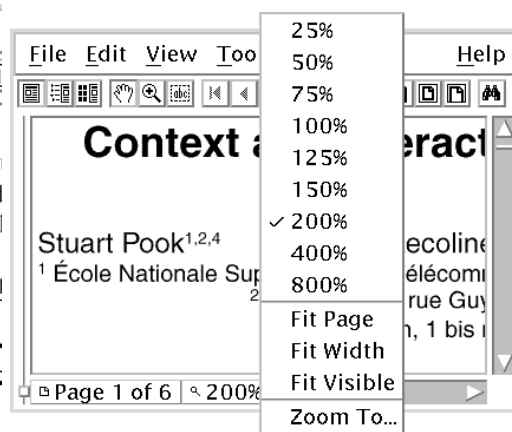 File Edit View Too Help
Context a eract
Stuart Pook1,2,4 ecoline
1 École Nationale Sup élécom
2 rue Guy
, 1 bis
Page 1 of 6 200%
25%
50%
75%
100%
125%
150%
✓ 200%
400%
800%
Fit Page
Fit Width
Fit Visible
Zoom To...